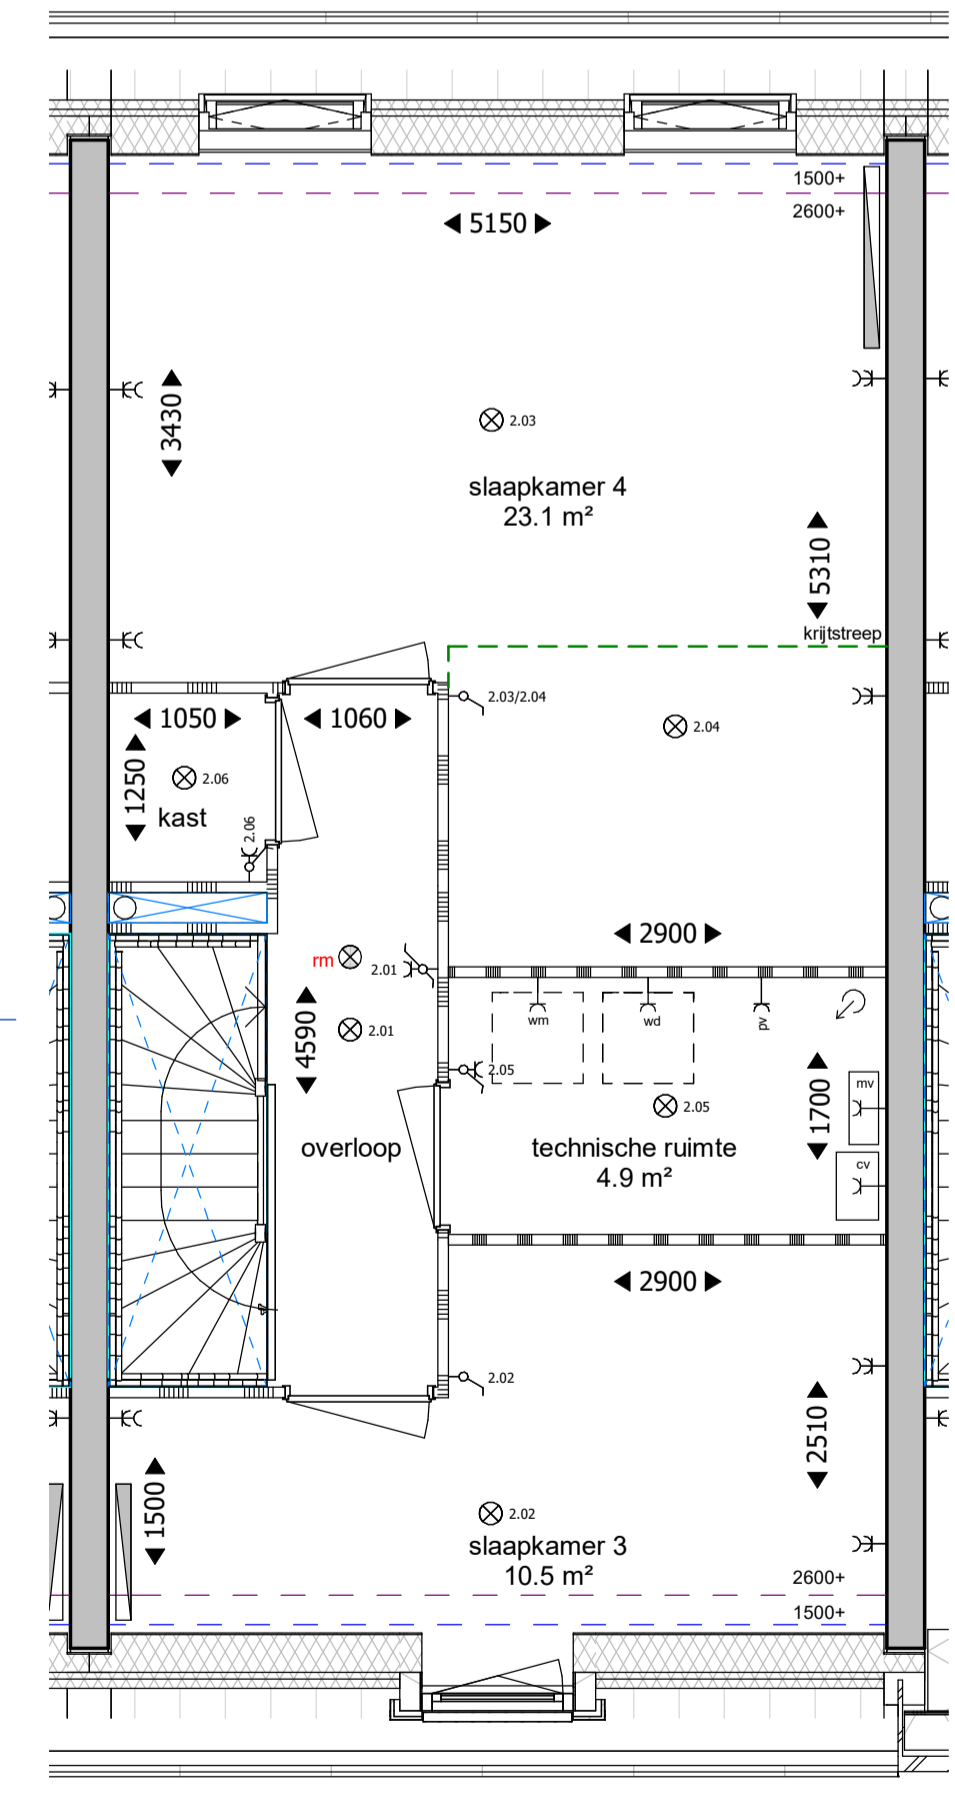 1500+
2600+
5150
3430
2.03
slaapkamer 4
23.1 m²
5310
krijtstreep
2.03/2.04
1050
1060
2.04
1250
2.06
kast
2.06
2900
rm
2.01
2.01
4590
wm
wd
pv
2.05
mv
2.05
1700
overloop
technische ruimte
4.9 m²
cv
2900
2.02
2510
1500
2.02
slaapkamer 3
10.5 m²
2600+
1500+